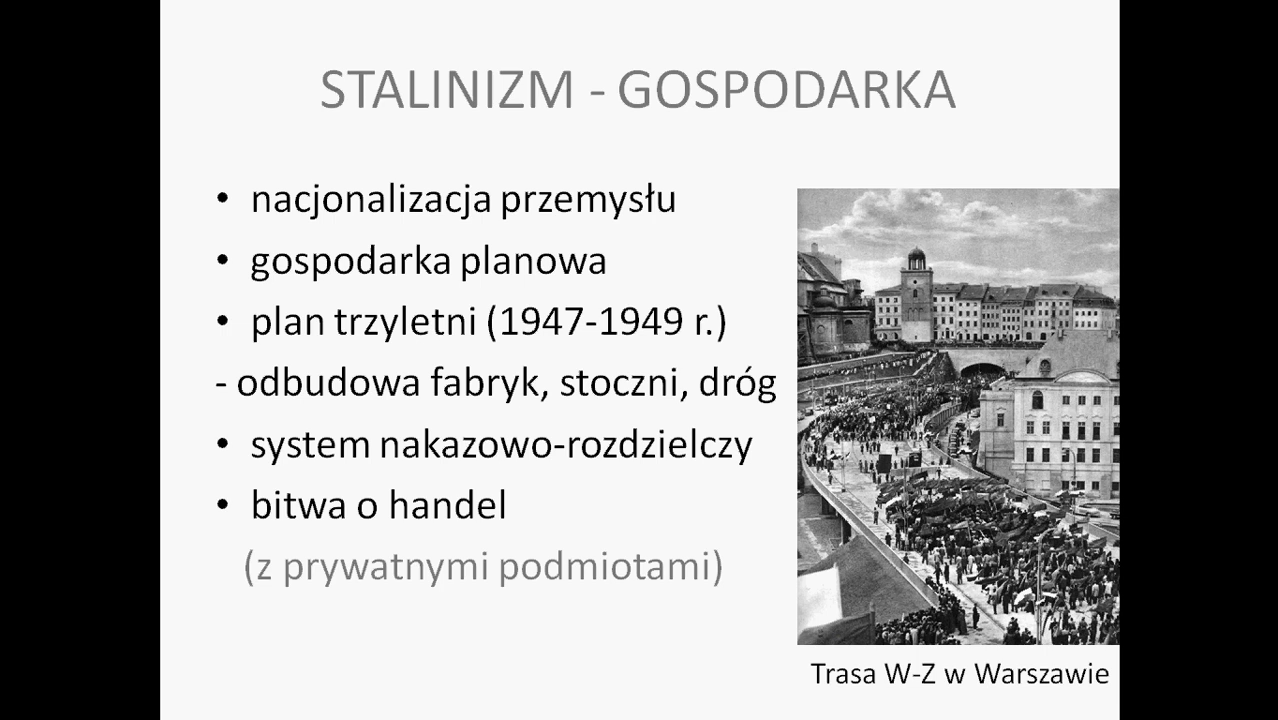 STALINIZM - GOSPODARKA
• nacjonalizacja przemysłu
• gospodarka planowa
• plan trzyletni (1947-1949 r.)
- odbudowa fabryk, stoczni, dróg
• system nakazowo-rozdzielczy
• bitwa o handel
(z prywatnymi podmiotami)
Trasa W-Z w Warszawie